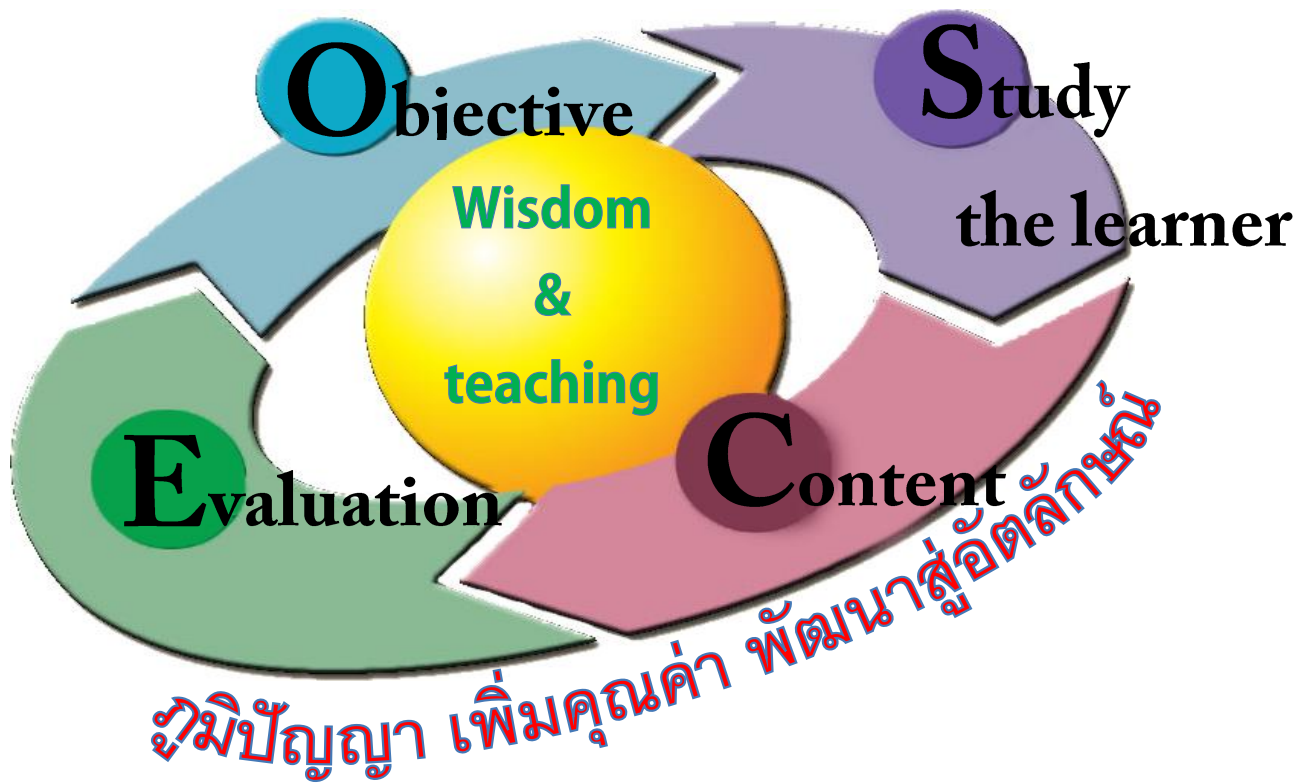 Objective
Study
the learner
Wisdom
&
teaching
Evaluation
Content
ภูมิปัญญา เพิ่มคุณค่า พัฒนาสู่อัตลักษณ์